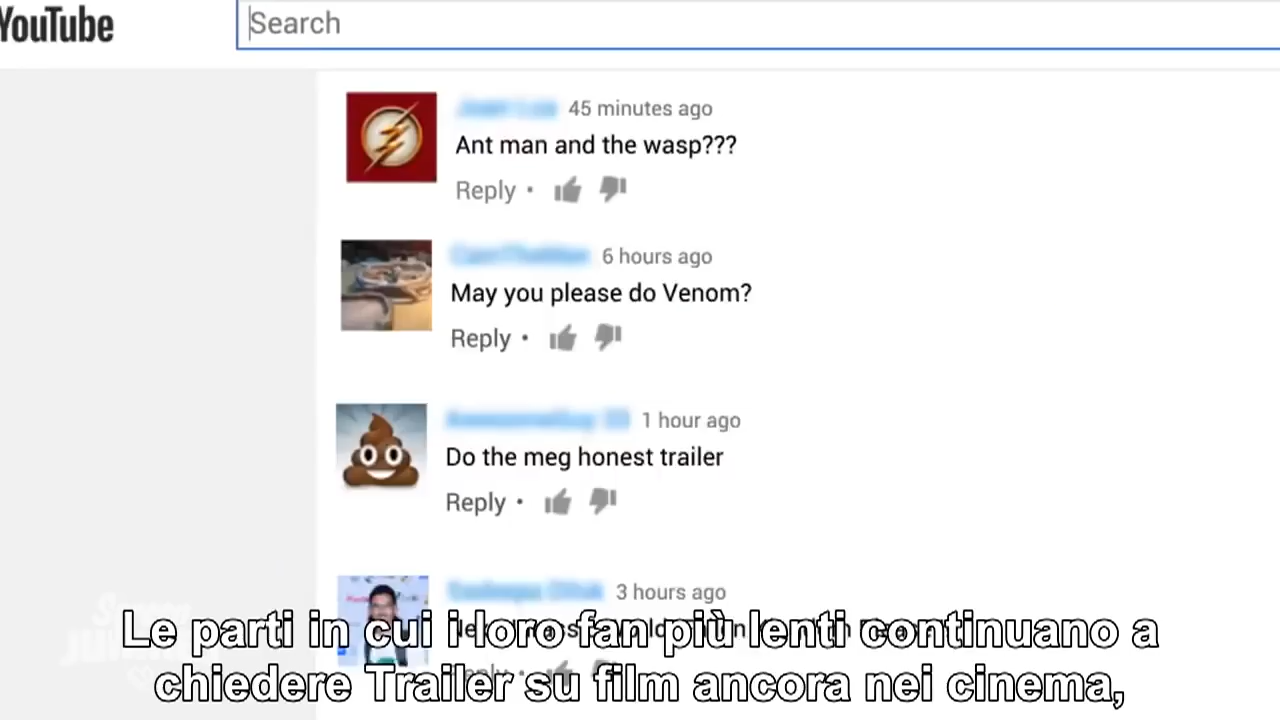 YouTube
Search
45 minutes ago
Ant man and the wasp???
Reply •
6 hours ago
May you please do Venom?
Reply •
1 hour ago
Do the meg honest trailer
Reply •
3 hours ago
Le parti in cui i loro fan più lenti continuano a
chiedere Trailer su film ancora nei cinema,